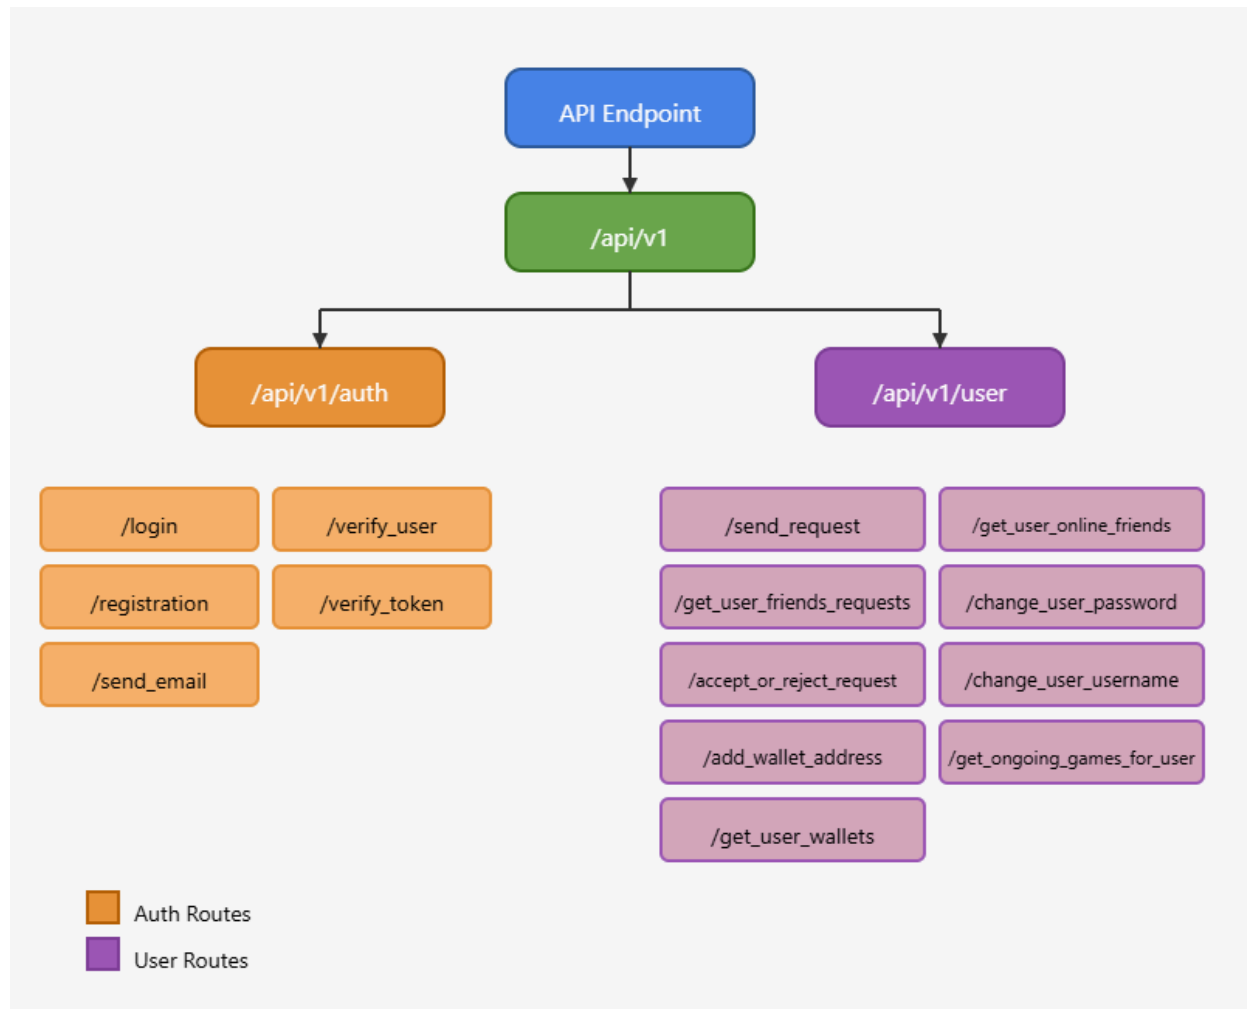 API Endpoint
/api/v1
/api/v1/auth
/api/v1/user
/login
/verify_user
/registration
/verify_token
/send_email
/send_request
/get_user_online_friends
/get_user_friends_requests
/change_user_password
/accept_or_reject_request
/change_user_username
/add_wallet_address
/get_ongoing_games_for_user
/get_user_wallets
Auth Routes
User Routes